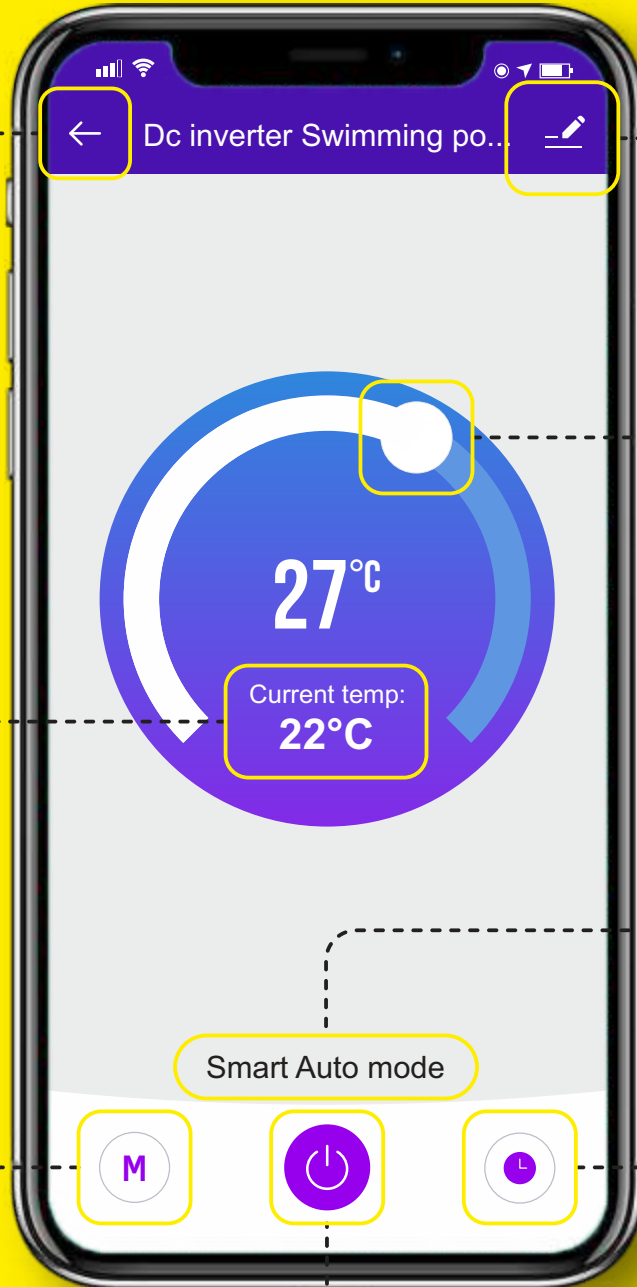 Dc inverter Swimming po...
27°C
Current temp:
22°C
Smart Auto mode
M